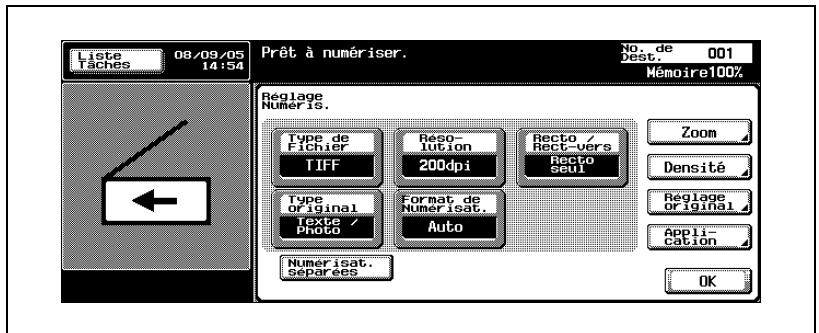 Liste
Tâches
08/09/05
14:54
Prêt à numériser.
No. de
Dest.
001
Mémoire100%
Réglage
Numéris.
Type de
Fichier
TIFF
Réso-
lution
200dpi
Recto /
Rect-vers
Recto
seul
Type
original
Texte /
Photo
Format de
Numérisat.
Auto
Numérisat.
séparées
Zoom
Densité
Réglage
original
Appli-
cation
OK